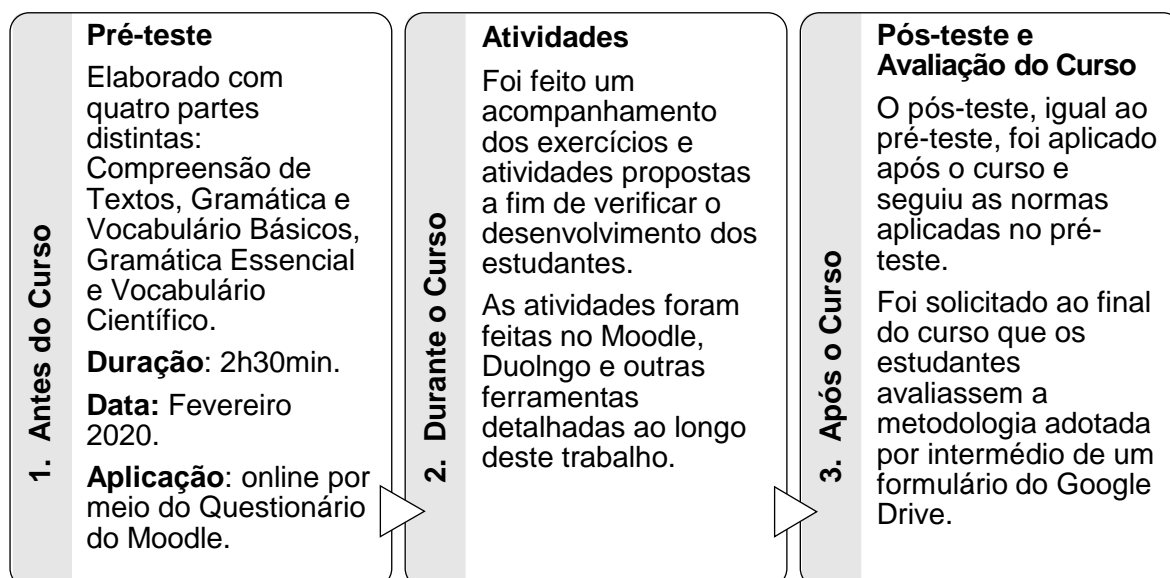 1. Antes do Curso
Pré-teste
Elaborado com
quatro partes
distintas:
Compreensão de
Textos, Gramática e
Vocabulário Básicos,
Gramática Essencial
e Vocabulário
Científico.
Duração: 2h30min.
Data: Fevereiro
2020.
Aplicação: online por
meio do Questionário
do Moodle.
2. Durante o Curso
Atividades
Foi feito um
acompanhamento
dos exercícios e
atividades propostas
a fim de verificar o
desenvolvimento dos
estudantes.
As atividades foram
feitas no Moodle,
Duolngo e outras
ferramentas
detalhadas ao longo
deste trabalho.
3. Após o Curso
Pós-teste e
Avaliação do Curso
O pós-teste, igual ao
pré-teste, foi aplicado
após o curso e
seguiu as normas
aplicadas no pré-
teste.
Foi solicitado ao final
do curso que os
estudantes
avaliassem a
metodologia adotada
por intermédio de um
formulário do Google
Drive.